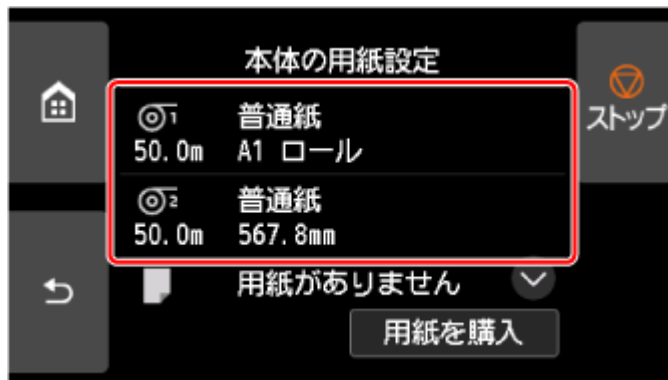 本体の用紙設定
ストップ
1 普通紙
50.0m A1 ロール
2 普通紙
50.0m 567.8mm
用紙がありません
用紙を購入